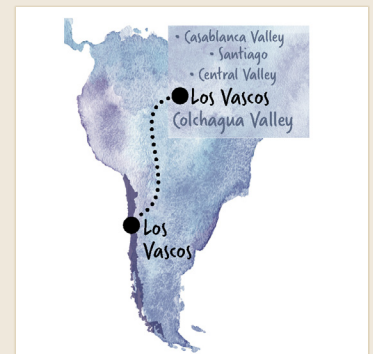 • Casablanca Valley
• Santiago
• Central Valley
Los Vascos
Colchagua Valley
Los
Vascos